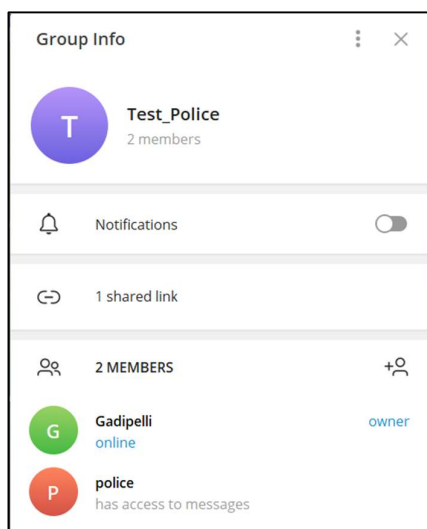 Group Info
T
Test_Police
2 members
Notifications
1 shared link
2 MEMBERS
G
Gadipelli
owner
online
P
police
has access to messages